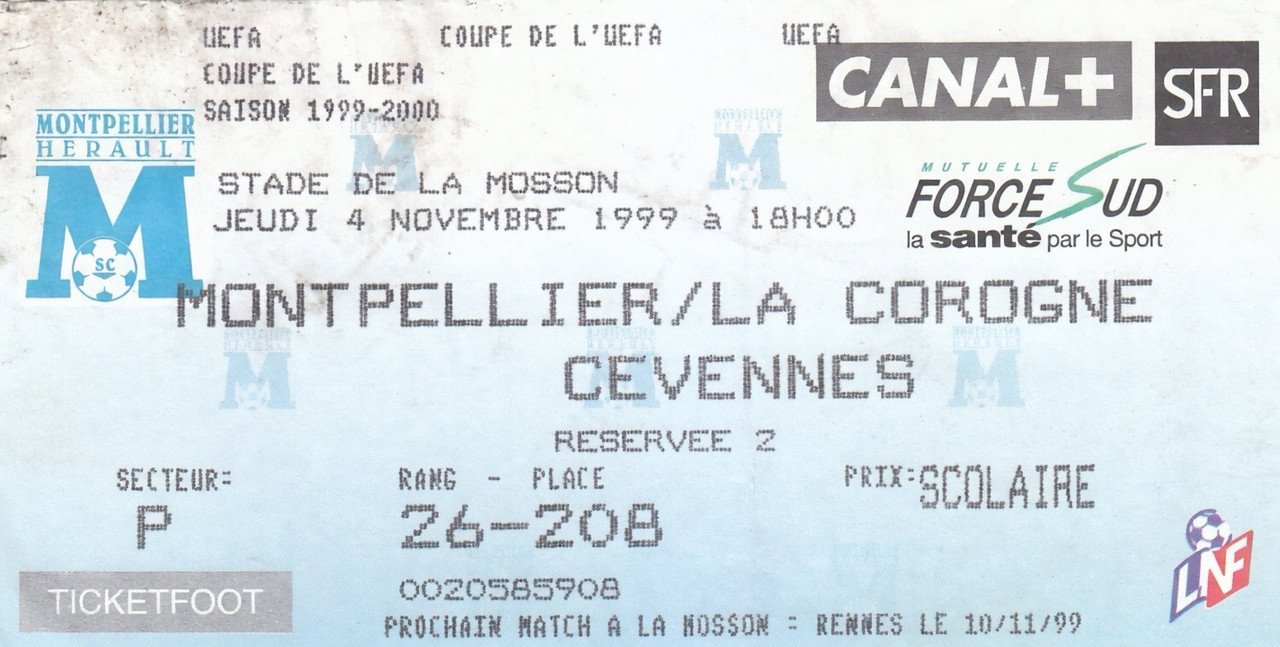 UEFA COUPE DE L'UEFA UEFA
COUPE DE L'UEFA
SAISON 1999-2000
CANAL+ SFR
MONTPELLIER
HERAULT
M
SC
STADE DE LA MOSSON
JEUDI 4 NOVEMBRE 1999 à 18H00
MUTUELLE
FORCE SUD
la santé par le Sport
MONTPELLIER/LA COROGNE
CEVENNES
RESERVEE 2
SECTEUR= RANG - PLACE PRIX:SCOLAIRE
P 26-208
TICKETFOOT
0020585908
PROCHAIN MATCH A LA MOSSON = RENNES LE 10/11/99
LNF